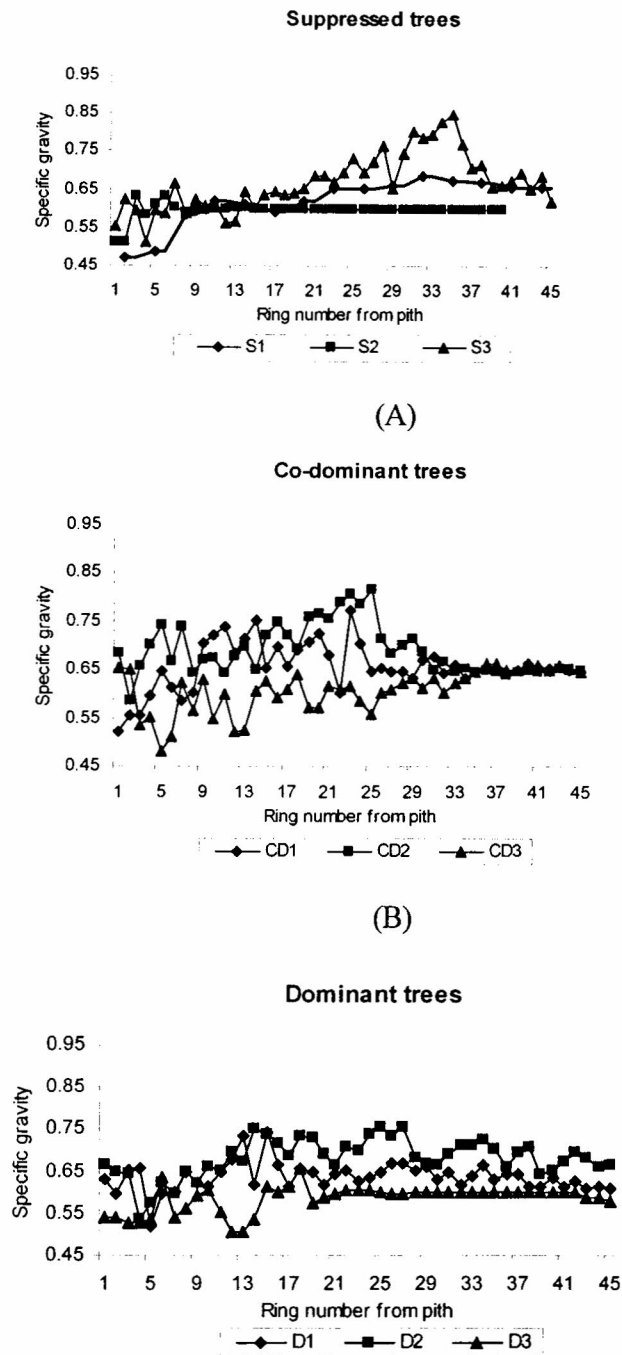 Suppressed trees
0.95
0.85
0.75
0.65
0.55
0.45
Specific gravity
1 5 9 13 17 21 25 29 33 37 41 45
Ring number from pith
S1 S2 S3
(A)
Co-dominant trees
0.95
0.85
0.75
0.65
0.55
0.45
Specific gravity
1 5 9 13 17 21 25 29 33 37 41 45
Ring number from pith
CD1 CD2 CD3
(B)
Dominant trees
0.95
0.85
0.75
0.65
0.55
0.45
Specific gravity
1 5 9 13 17 21 25 29 33 37 41 45
Ring number from pith
D1 D2 D3